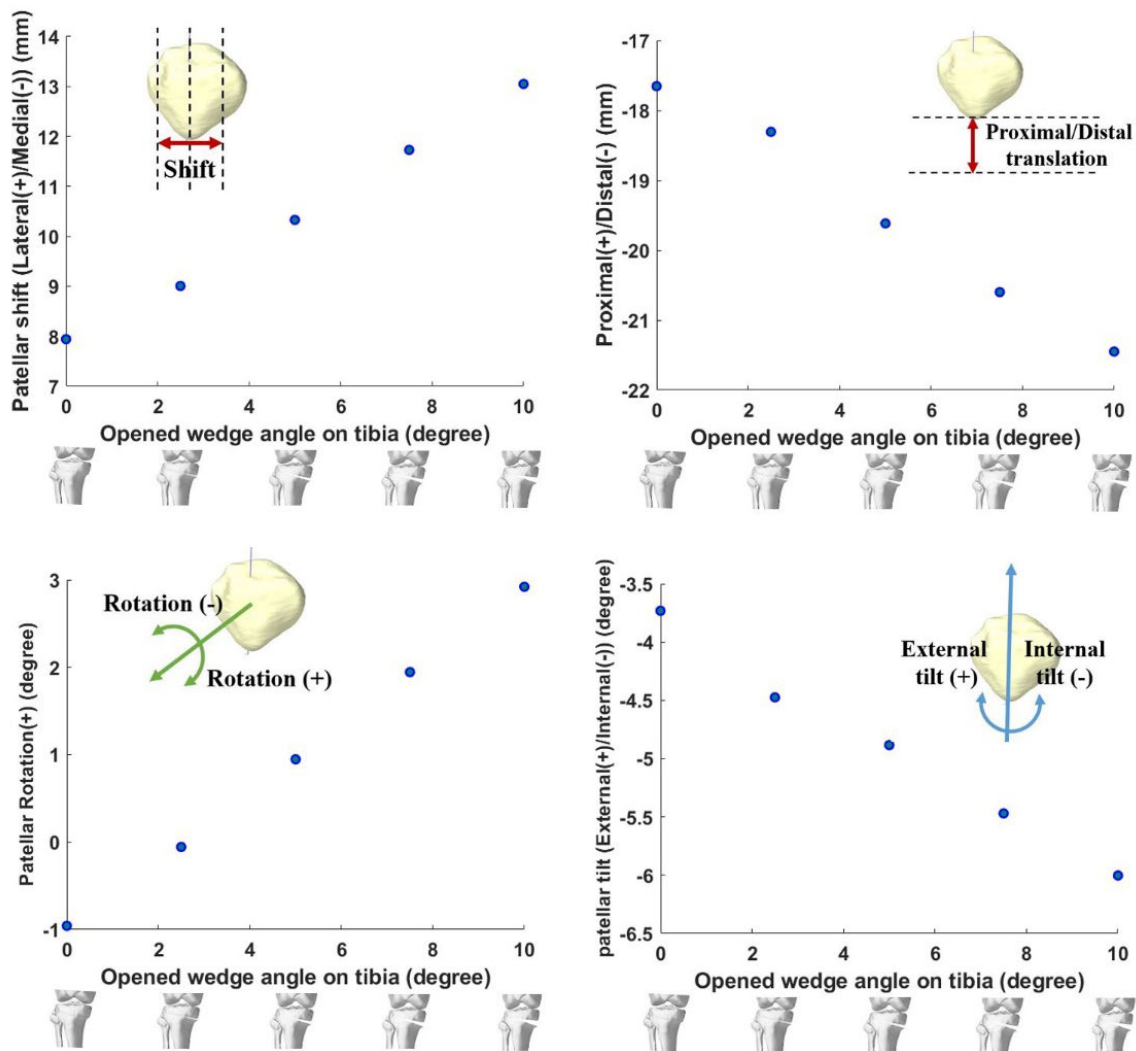 Patellar shift (Lateral(+)/Medial(-)) (mm)
14
13
12
11
10
9
8
7
Shift
0 2 4 6 8 10
Opened wedge angle on tibia (degree)
Proximal(+)/Distal(-) (mm)
-17
-18
-19
-20
-21
-22
Proximal/Distal
translation
0 2 4 6 8 10
Opened wedge angle on tibia (degree)
Patellar Rotation(+) (degree)
3
2
1
0
-1
Rotation (-)
Rotation (+)
0 2 4 6 8 10
Opened wedge angle on tibia (degree)
patellar tilt (External(+)/Internal(-)) (degree)
-3.5
-4
-4.5
-5
-5.5
-6
-6.5
External
tilt (+)
Internal
tilt (-)
0 2 4 6 8 10
Opened wedge angle on tibia (degree)